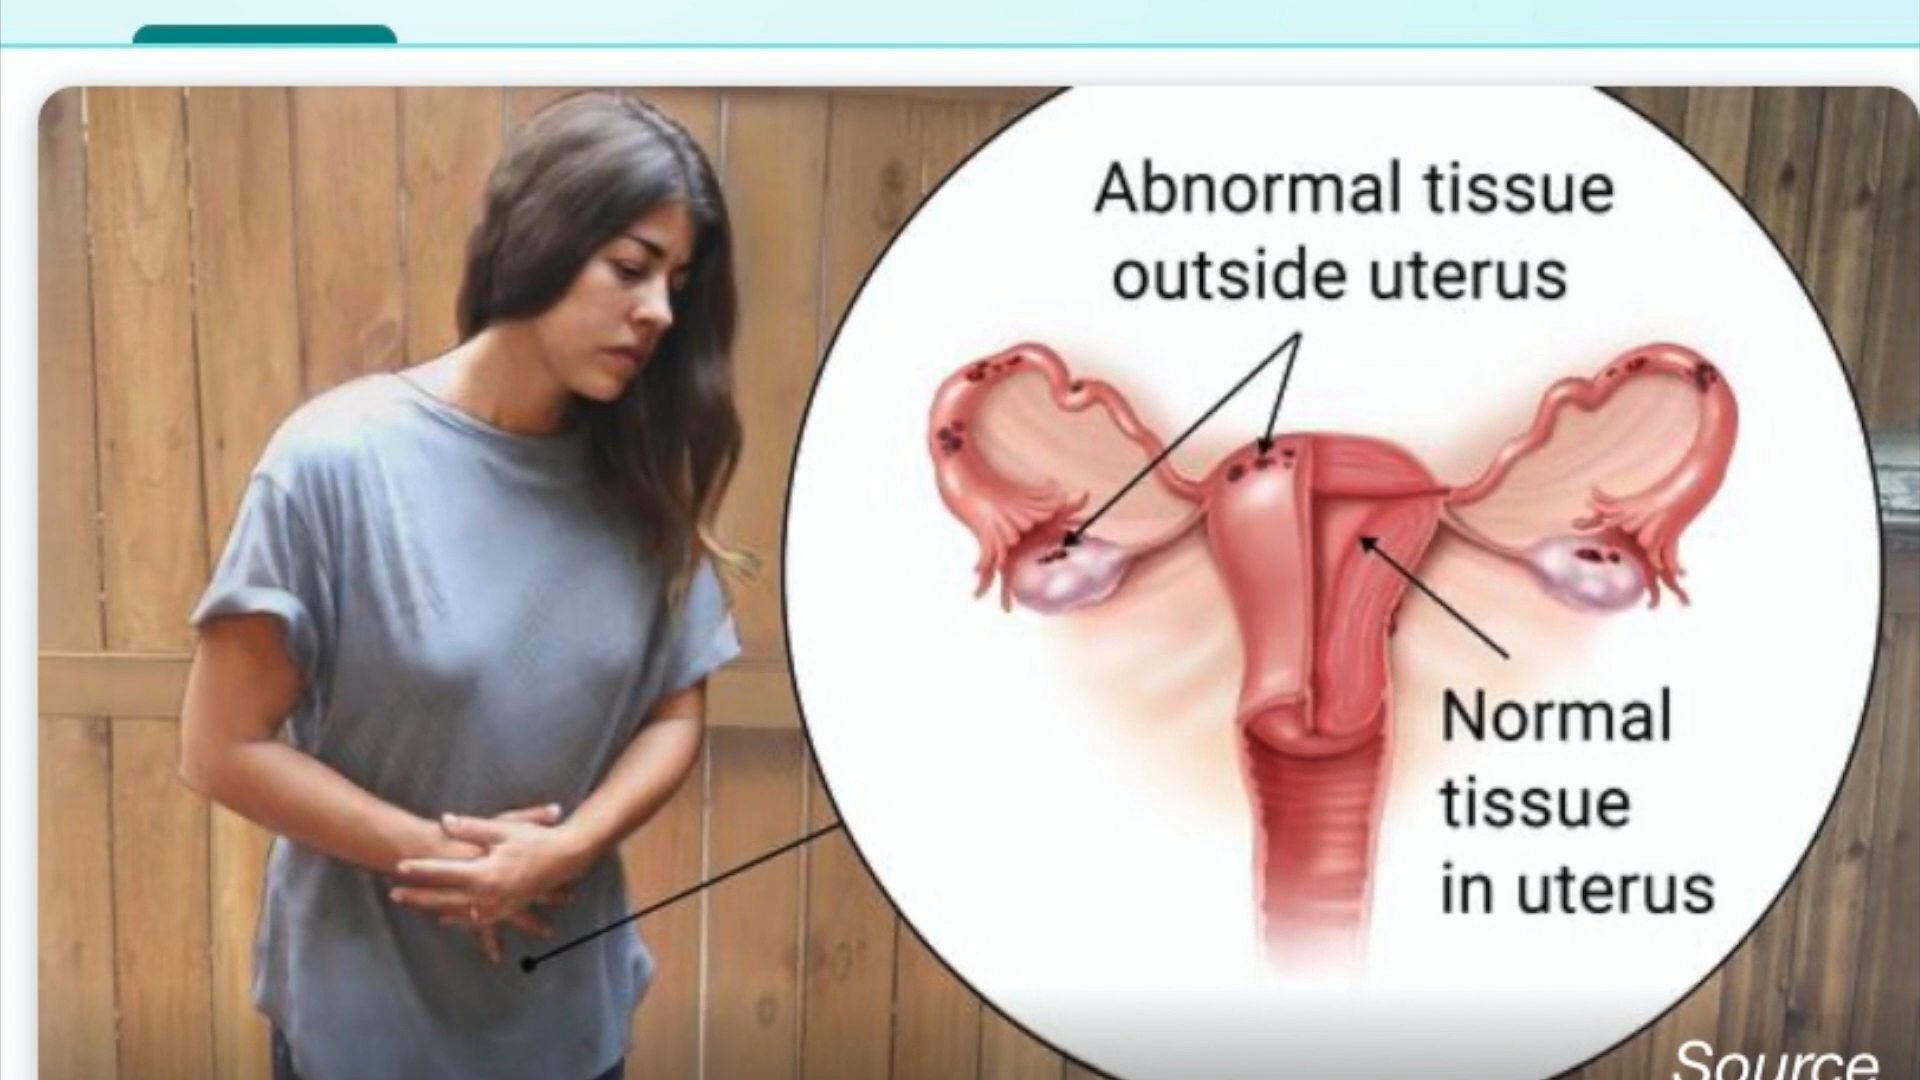 Abnormal tissue
outside uterus
Normal
tissue
in uterus
Source